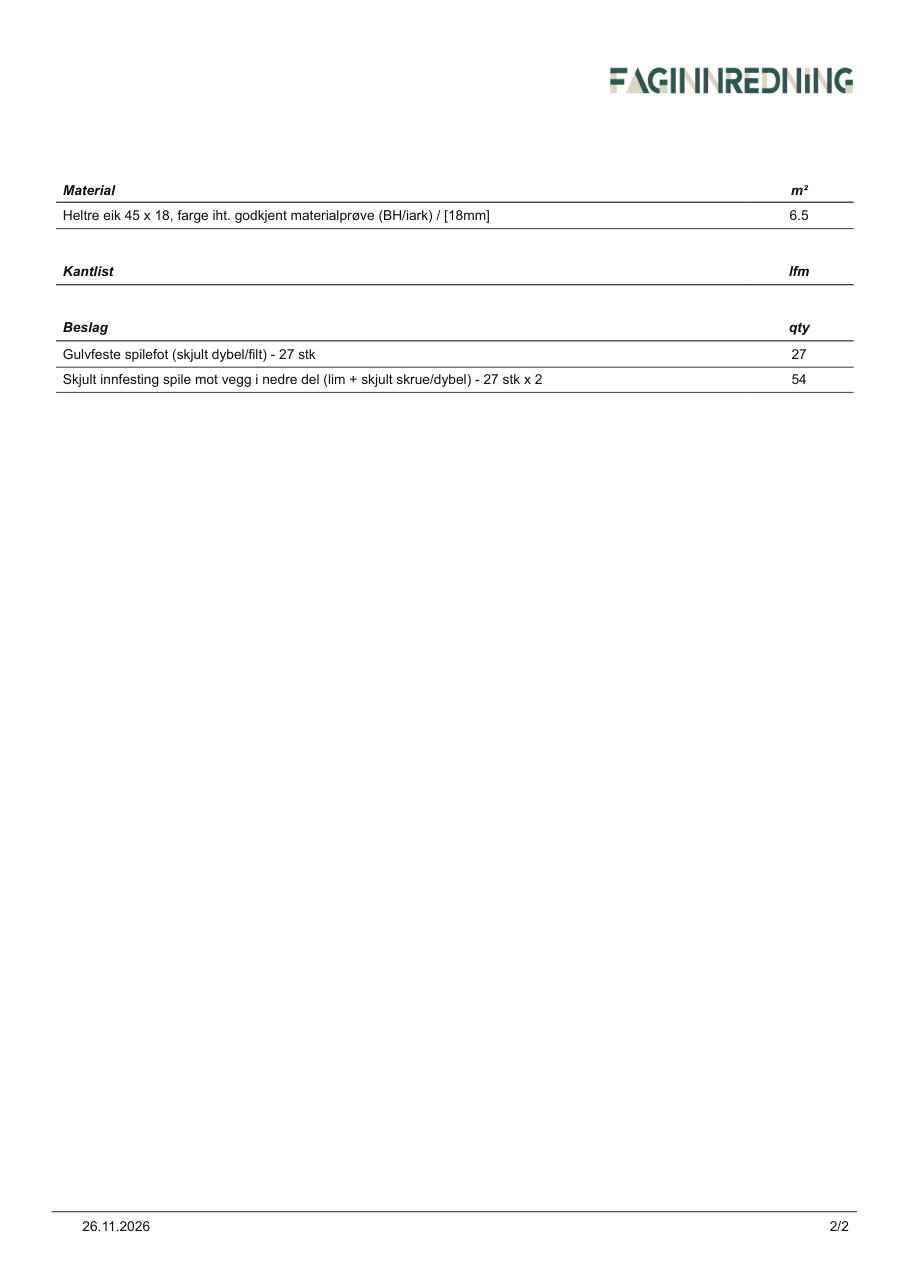 FAGINNREDNING
Material m²
Heltre eik 45 x 18, farge iht. godkjent materialprøve (BH/iark) / [18mm] 6.5
Kantlist lfm
Beslag qty
Gulvfeste spilefot (skjult dybel/filt) - 27 stk 27
Skjult innfesting spile mot vegg i nedre del (lim + skjult skrue/dybel) - 27 stk x 2 54
26.11.2026 2/2